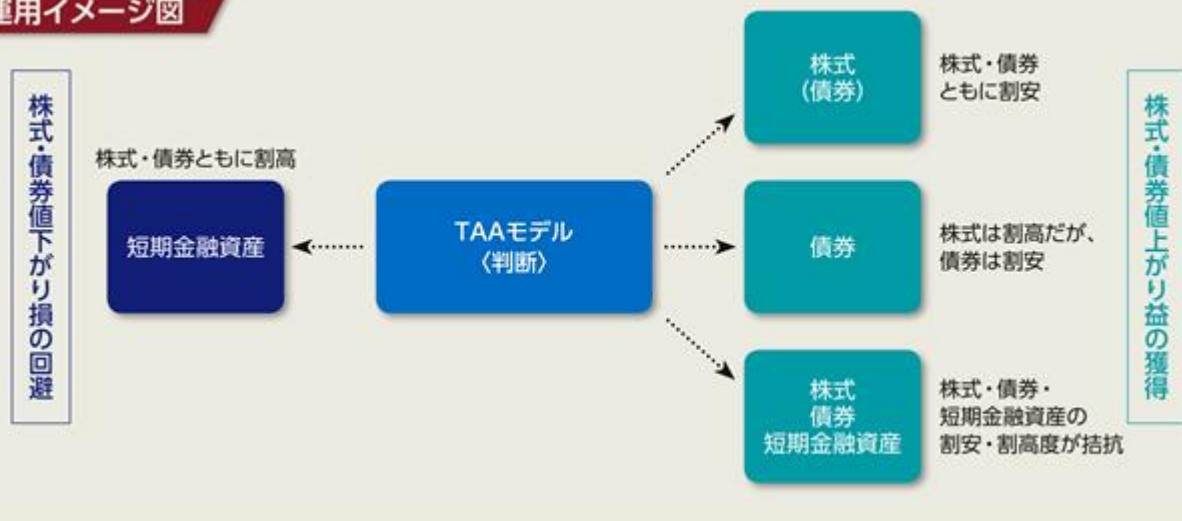 運用イメージ図
株式・債券値下がり損の回避
株式・債券ともに割高
短期金融資産
TAAモデル
〈判断〉
株式
(債券)
株式・債券
ともに割安
債券
株式は割高だが、
債券は割安
株式
債券
短期金融資産
株式・債券・
短期金融資産の
割安・割高度が拮抗
株式・債券値上がり益の獲得